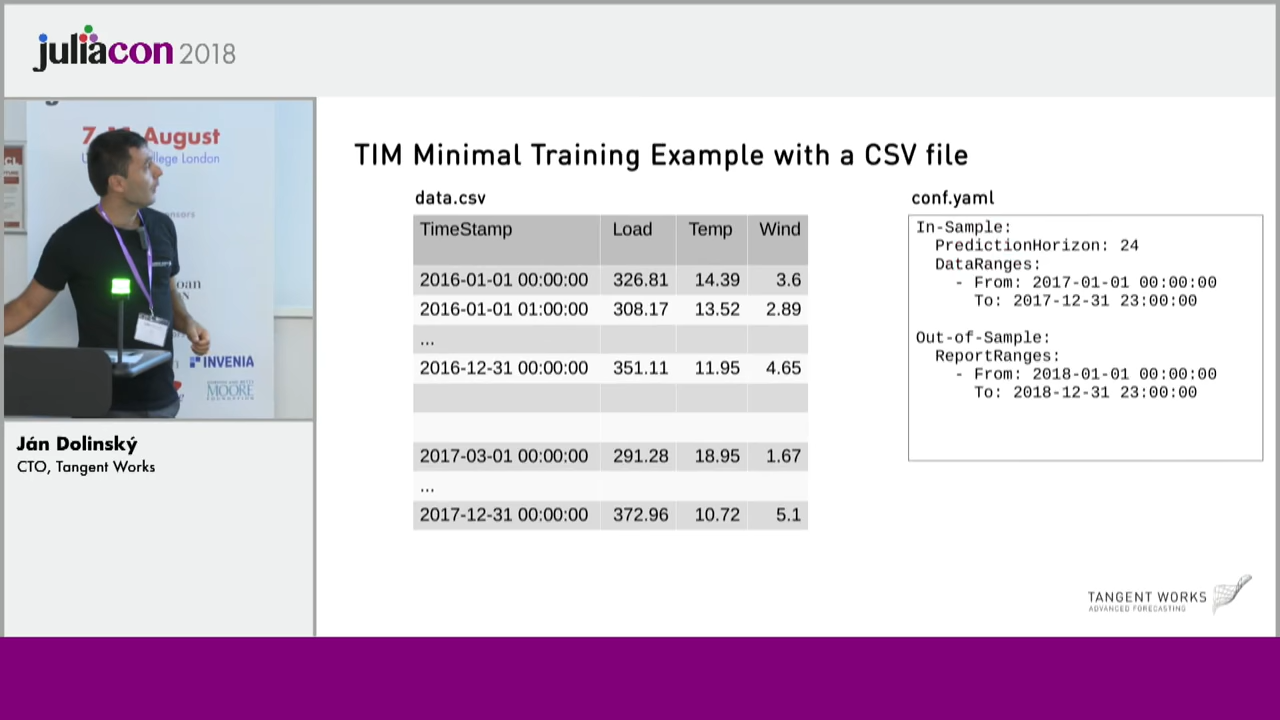 juliacon 2018
August
llege London
nsors
oan
INVENIA
MOORE
FOUNDATION
Ján Dolinský
CTO, Tangent Works
TIM Minimal Training Example with a CSV file
data.csv
TimeStamp Load Temp Wind
2016-01-01 00:00:00 326.81 14.39 3.6
2016-01-01 01:00:00 308.17 13.52 2.89
...
2016-12-31 00:00:00 351.11 11.95 4.65
2017-03-01 00:00:00 291.28 18.95 1.67
...
2017-12-31 00:00:00 372.96 10.72 5.1
conf.yaml
In-Sample:
PredictionHorizon: 24
DataRanges:
- From: 2017-01-01 00:00:00
To: 2017-12-31 23:00:00
Out-of-Sample:
ReportRanges:
- From: 2018-01-01 00:00:00
To: 2018-12-31 23:00:00
TANGENT WORKS
ADVANCED FORECASTING